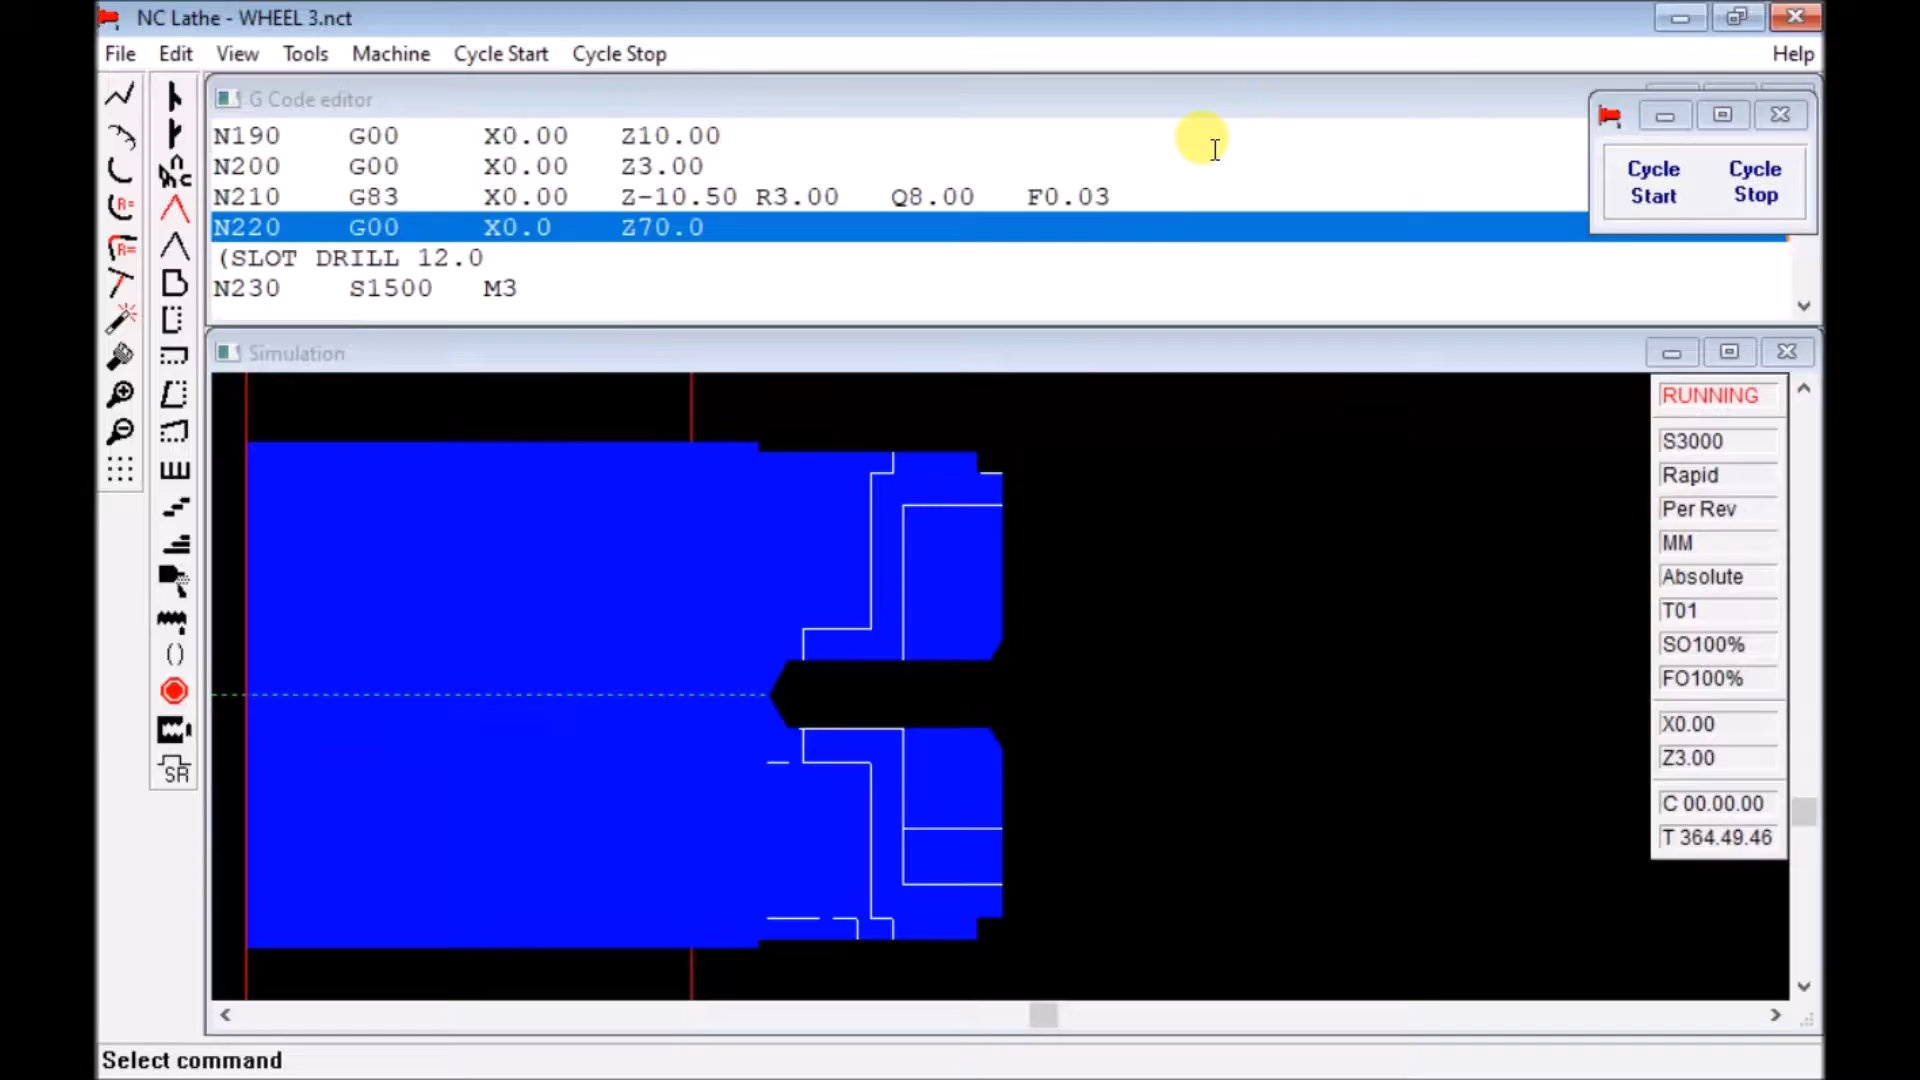 NC Lathe - WHEEL 3.nct
File Edit View Tools Machine Cycle Start Cycle Stop Help
G Code editor
N190 G00 X0.00 Z10.00
N200 G00 X0.00 Z3.00
N210 G83 X0.00 Z-10.50 R3.00 Q8.00 F0.03
N220 G00 X0.0 Z70.0
(SLOT DRILL 12.0
N230 S1500 M3
Cycle Start
Cycle Stop
R=
R=
()
SR
Simulation
RUNNING
S3000
Rapid
Per Rev
MM
Absolute
T01
SO100%
FO100%
X0.00
Z3.00
C 00.00.00
T 364.49.46
Select command